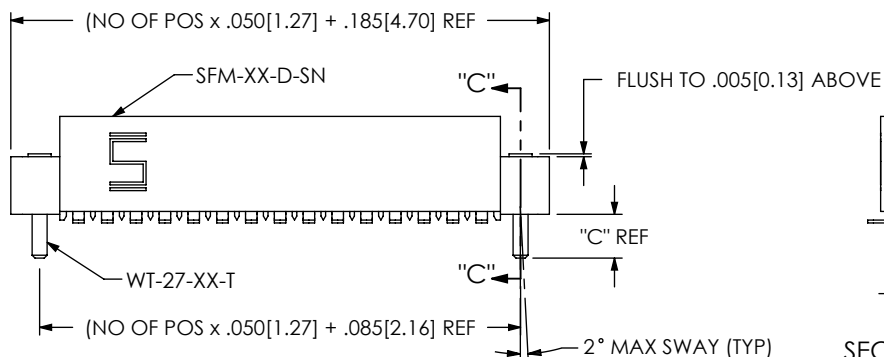 (NO OF POS x .050[1.27] + .185[4.70] REF
SFM-XX-D-SN
"C"
FLUSH TO .005[0.13] ABOVE
"C" REF
WT-27-XX-T
"C"
(NO OF POS x .050[1.27] + .085[2.16] REF
2° MAX SWAY (TYP)